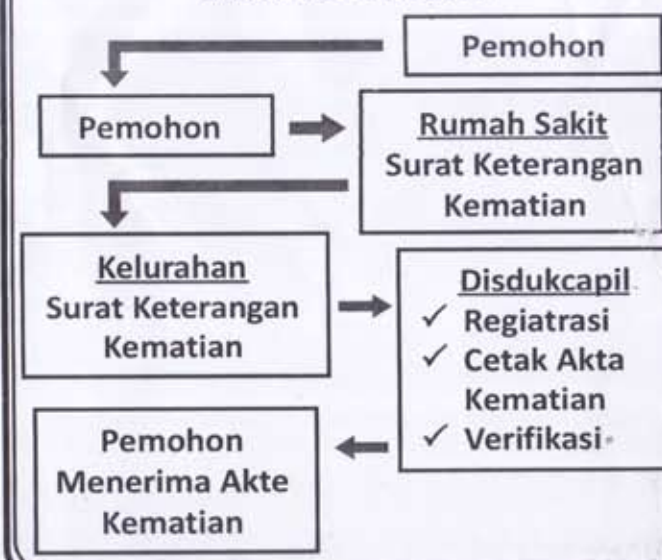 Pemohon
Pemohon
Rumah Sakit
Surat Keterangan
Kematian
Kelurahan
Surat Keterangan
Kematian
Disdukcapil
✓ Regiatrasi
✓ Cetak Akta
Kematian
✓ Verifikasi
Pemohon
Menerima Akte
Kematian